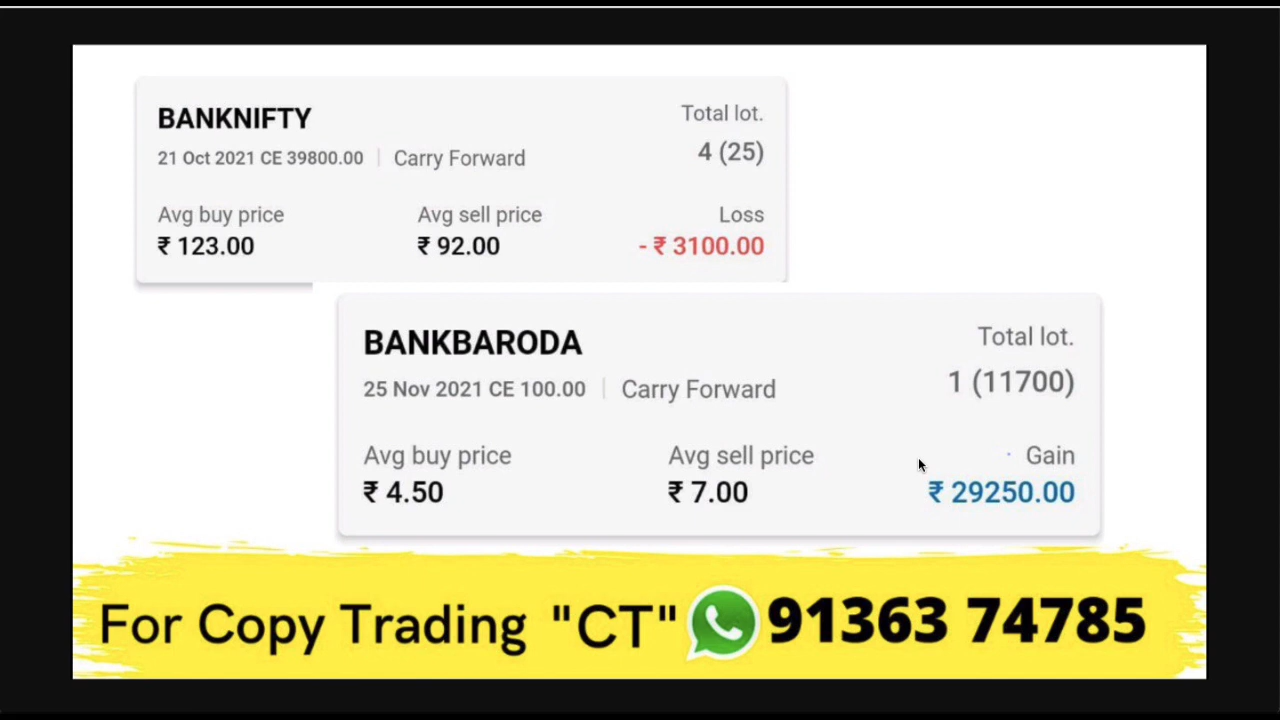 BANKNIFTY
Total lot.
21 Oct 2021 CE 39800.00 | Carry Forward
4 (25)
Avg buy price
Avg sell price
Loss
₹ 123.00
₹ 92.00
- ₹ 3100.00
BANKBARODA
Total lot.
25 Nov 2021 CE 100.00 | Carry Forward
1 (11700)
Avg buy price
Avg sell price
Gain
₹ 4.50
₹ 7.00
₹ 29250.00
For Copy Trading "CT" 91363 74785